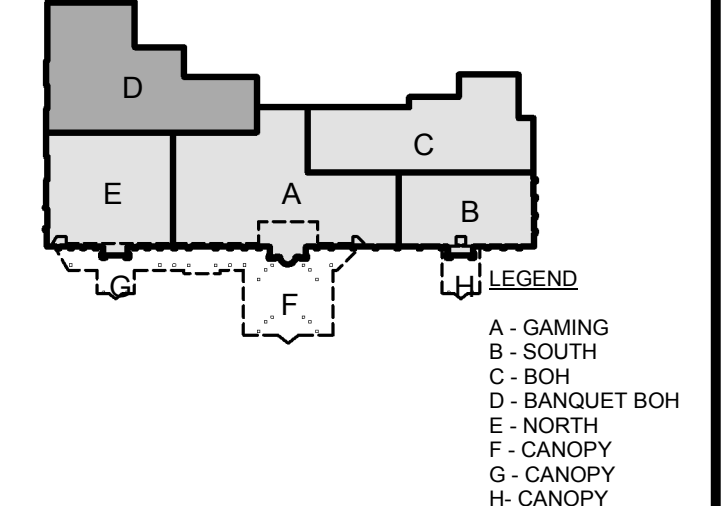 D
C
E
A
B
G
H
F
LEGEND
A - GAMING
B - SOUTH
C - BOH
D - BANQUET BOH
E - NORTH
F - CANOPY
G - CANOPY
H- CANOPY